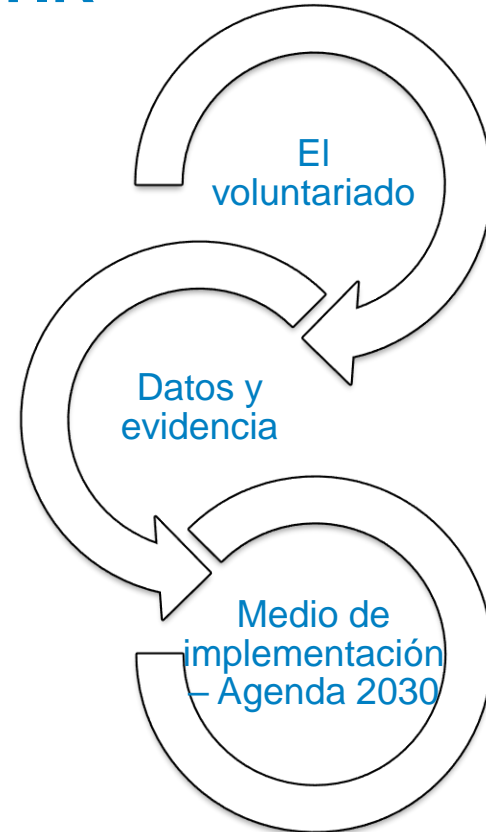 El
voluntariado
Datos y
evidencia
Medio de
implementación
– Agenda 2030